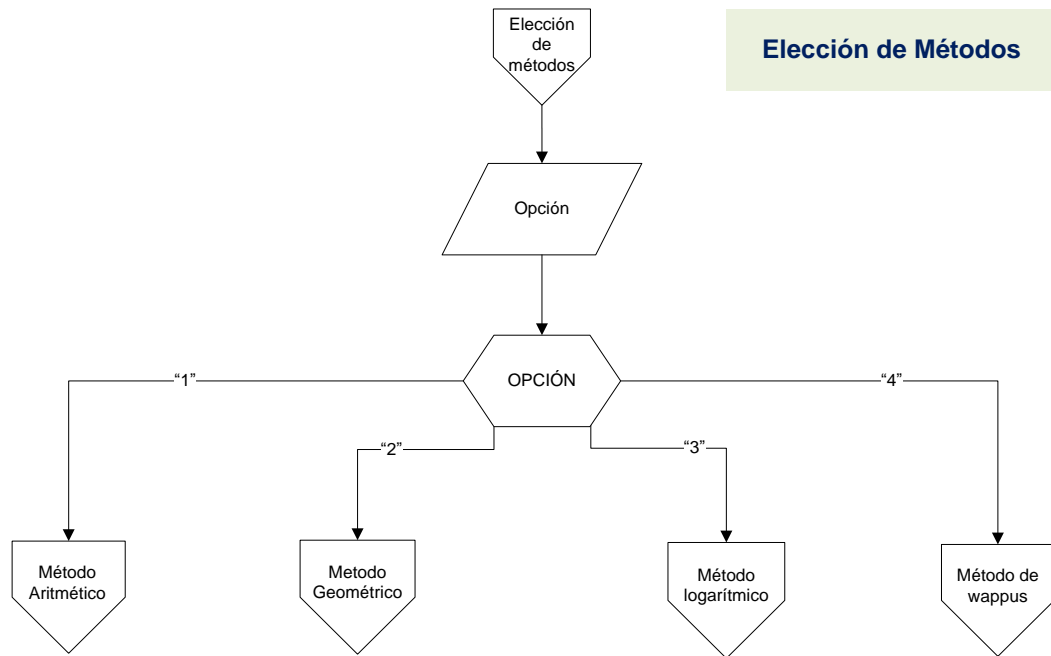 Elección
de
métodos
Elección de Métodos
Opción
OPCIÓN
“1”
“4”
“2”
“3”
Método
Aritmético
Metodo
Geométrico
Método
logarítmico
Método de
wappus